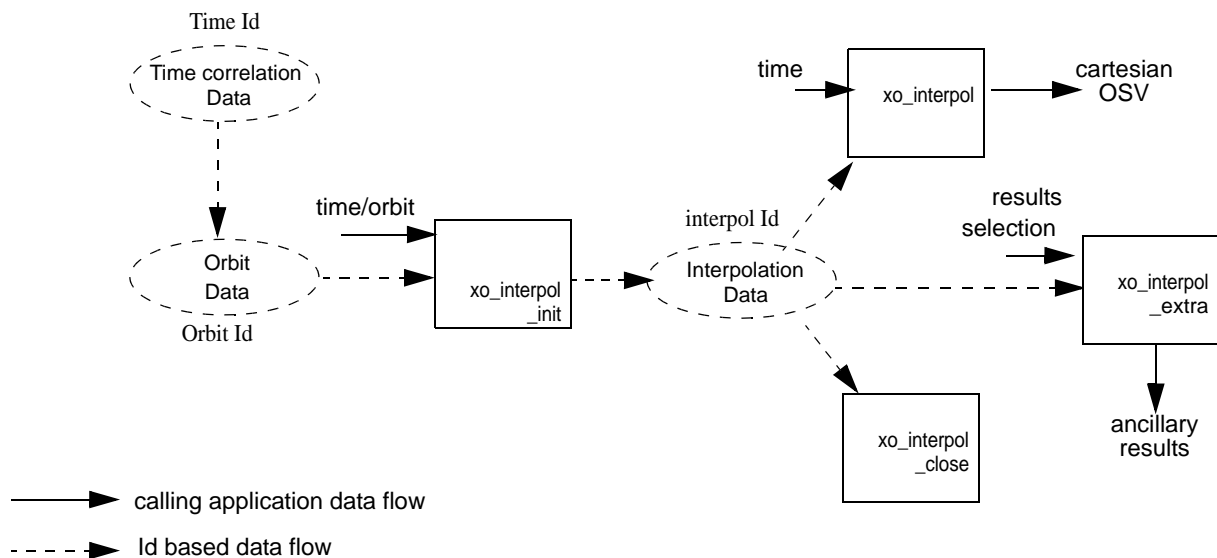 Time Id
Time correlation
Data
time
xo_interpol
cartesian
OSV
time/orbit
interpol Id
results
selection
Orbit
Data
Orbit Id
xo_interpol
_init
Interpolation
Data
xo_interpol
_extra
xo_interpol
_close
ancillary
results
calling application data flow
Id based data flow